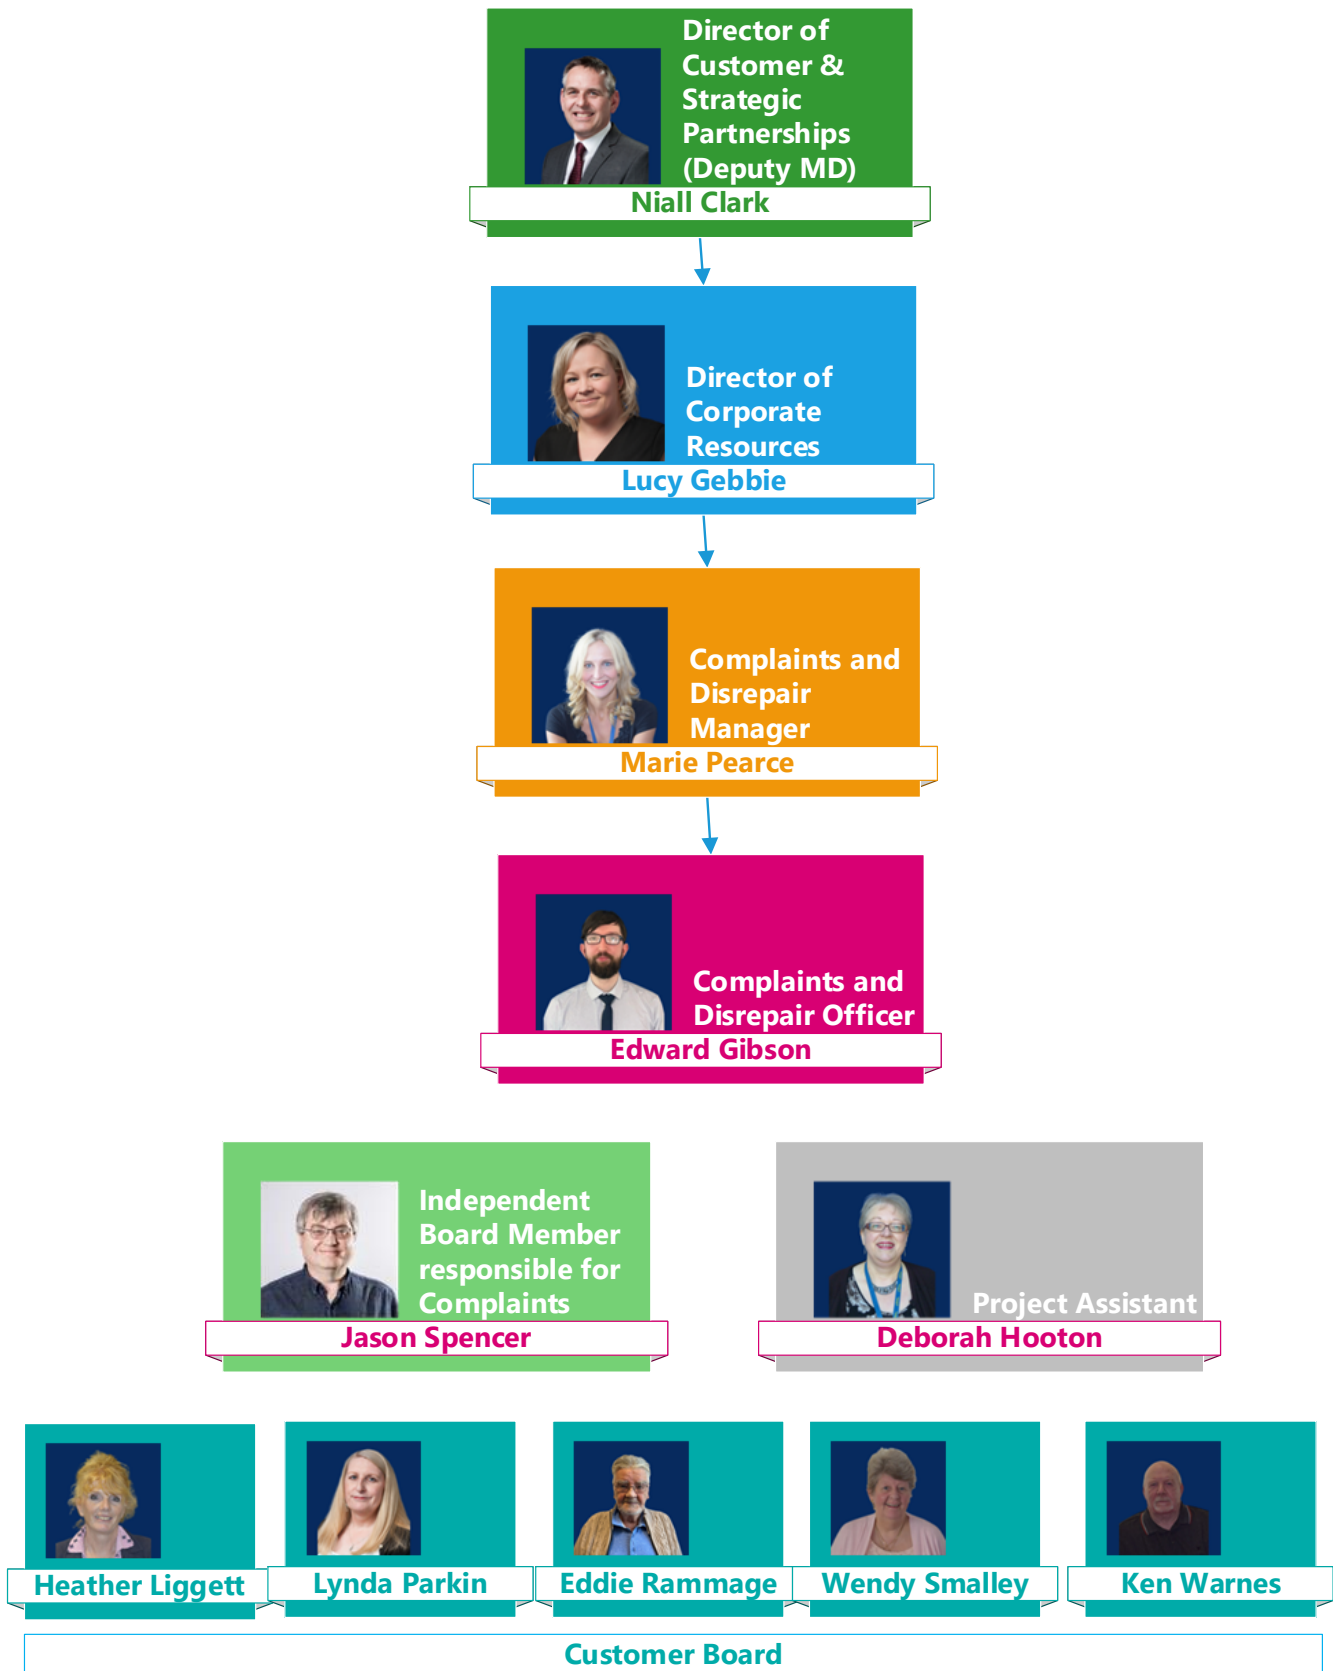 Director of
Customer &
Strategic
Partnerships
(Deputy MD)
Niall Clark
Director of
Corporate
Resources
Lucy Gebbie
Complaints and
Disrepair
Manager
Marie Pearce
Complaints and
Disrepair Officer
Edward Gibson
Independent
Board Member
responsible for
Complaints
Jason Spencer
Project Assistant
Deborah Hooton
Heather Liggett
Lynda Parkin
Eddie Rammage
Wendy Smalley
Ken Warnes
Customer Board